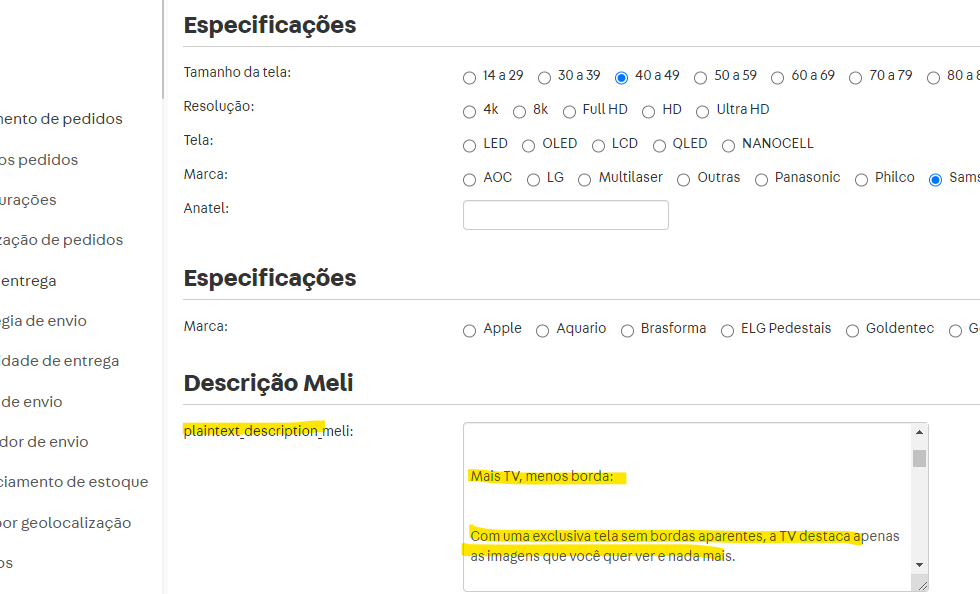 Especificações
Tamanho da tela: 14 a 29 30 a 39 40 a 49 50 a 59 60 a 69 70 a 79 80 a
Resolução: 4k 8k Full HD HD Ultra HD
Tela: LED OLED LCD QLED NANOCELL
Marca: AOC LG Multilaser Outras Panasonic Philco Sams
Anatel:
Especificações
Marca: Apple Aquario Brasforma ELG Pedestais Goldentec G
Descrição Meli
plaintext_description_meli:
Mais TV, menos borda:
Com uma exclusiva tela sem bordas aparentes, a TV destaca apenas
as imagens que você quer ver e nada mais.
mento de pedidos
os pedidos
urações
zação de pedidos
entrega
egia de envio
idade de entrega
de envio
dor de envio
ciamento de estoque
por geolocalização
os